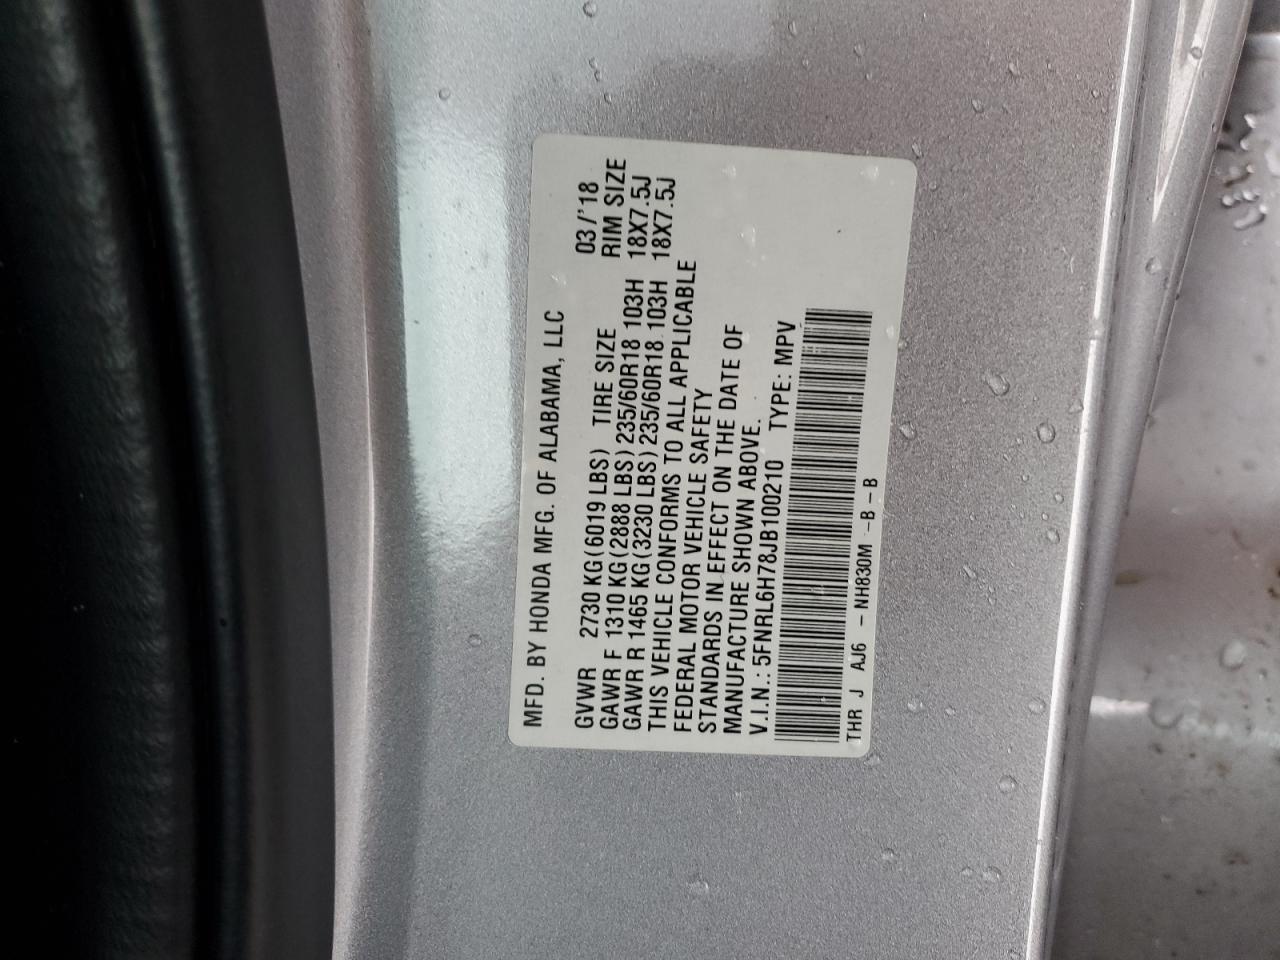 MFD. BY HONDA MFG. OF ALABAMA, LLC 03/'18
GVWR 2730 KG(6019 LBS) TIRE SIZE RIM SIZE
GAWR F 1310 KG(2888 LBS)235/60R18 103H 18X7.5J
GAWR R 1465 KG(3230 LBS)235/60R18 103H 18X7.5J
THIS VEHICLE CONFORMS TO ALL APPLICABLE
FEDERAL MOTOR VEHICLE SAFETY
STANDARDS IN EFFECT ON THE DATE OF
MANUFACTURE SHOWN ABOVE.
V.I.N.: 5FNRL6H78JB100210 TYPE: MPV
THR J AJ6 - NH830M -B-B